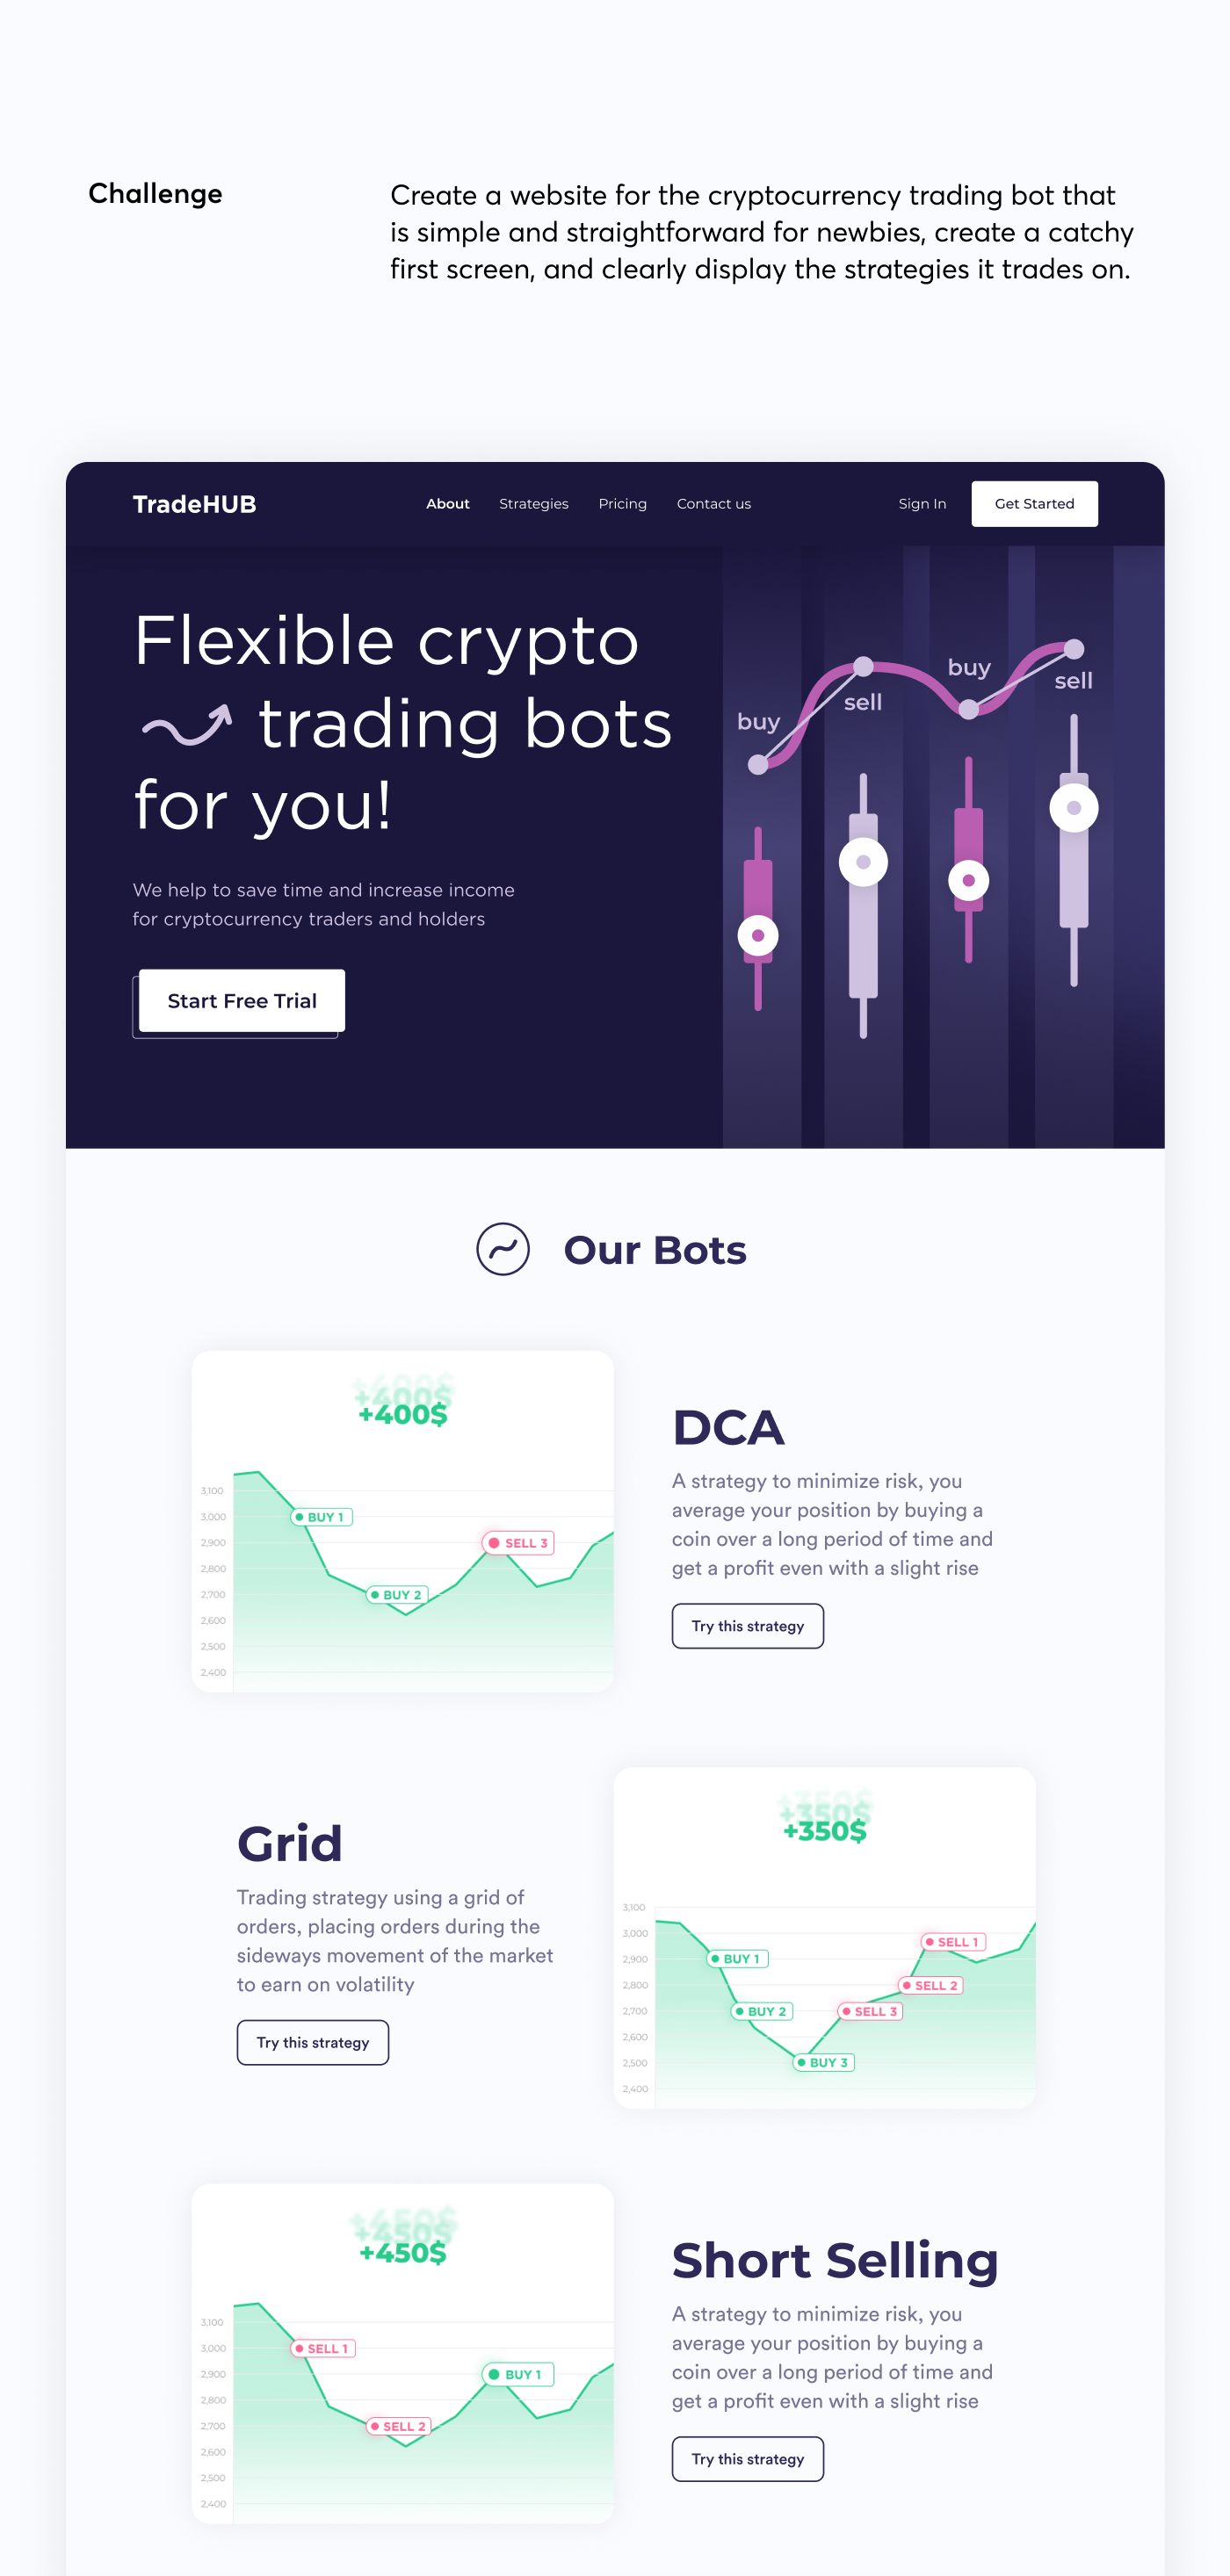 Challenge
Create a website for the cryptocurrency trading bot that
is simple and straightforward for newbies, create a catchy
first screen, and clearly display the strategies it trades on.
TradeHUB
About
Strategies
Pricing
Contact us
Sign In
Get Started
Flexible crypto
trading bots
for you!
We help to save time and increase income
for cryptocurrency traders and holders
Start Free Trial
buy
sell
buy
sell
Our Bots
+400$
+400$
+400$
3,100
3,000
2,900
2,800
2,700
2,600
2,500
2,400
BUY 1
BUY 2
SELL 3
DCA
A strategy to minimize risk, you
average your position by buying a
coin over a long period of time and
get a profit even with a slight rise
Try this strategy
Grid
Trading strategy using a grid of
orders, placing orders during the
sideways movement of the market
to earn on volatility
Try this strategy
+350$
+350$
+350$
3,100
3,000
2,900
2,800
2,700
2,600
2,500
2,400
BUY 1
BUY 2
BUY 3
SELL 1
SELL 2
SELL 3
+450$
+450$
+450$
3,100
3,000
2,900
2,800
2,700
2,600
2,500
2,400
SELL 1
SELL 2
BUY 1
Short Selling
A strategy to minimize risk, you
average your position by buying a
coin over a long period of time and
get a profit even with a slight rise
Try this strategy